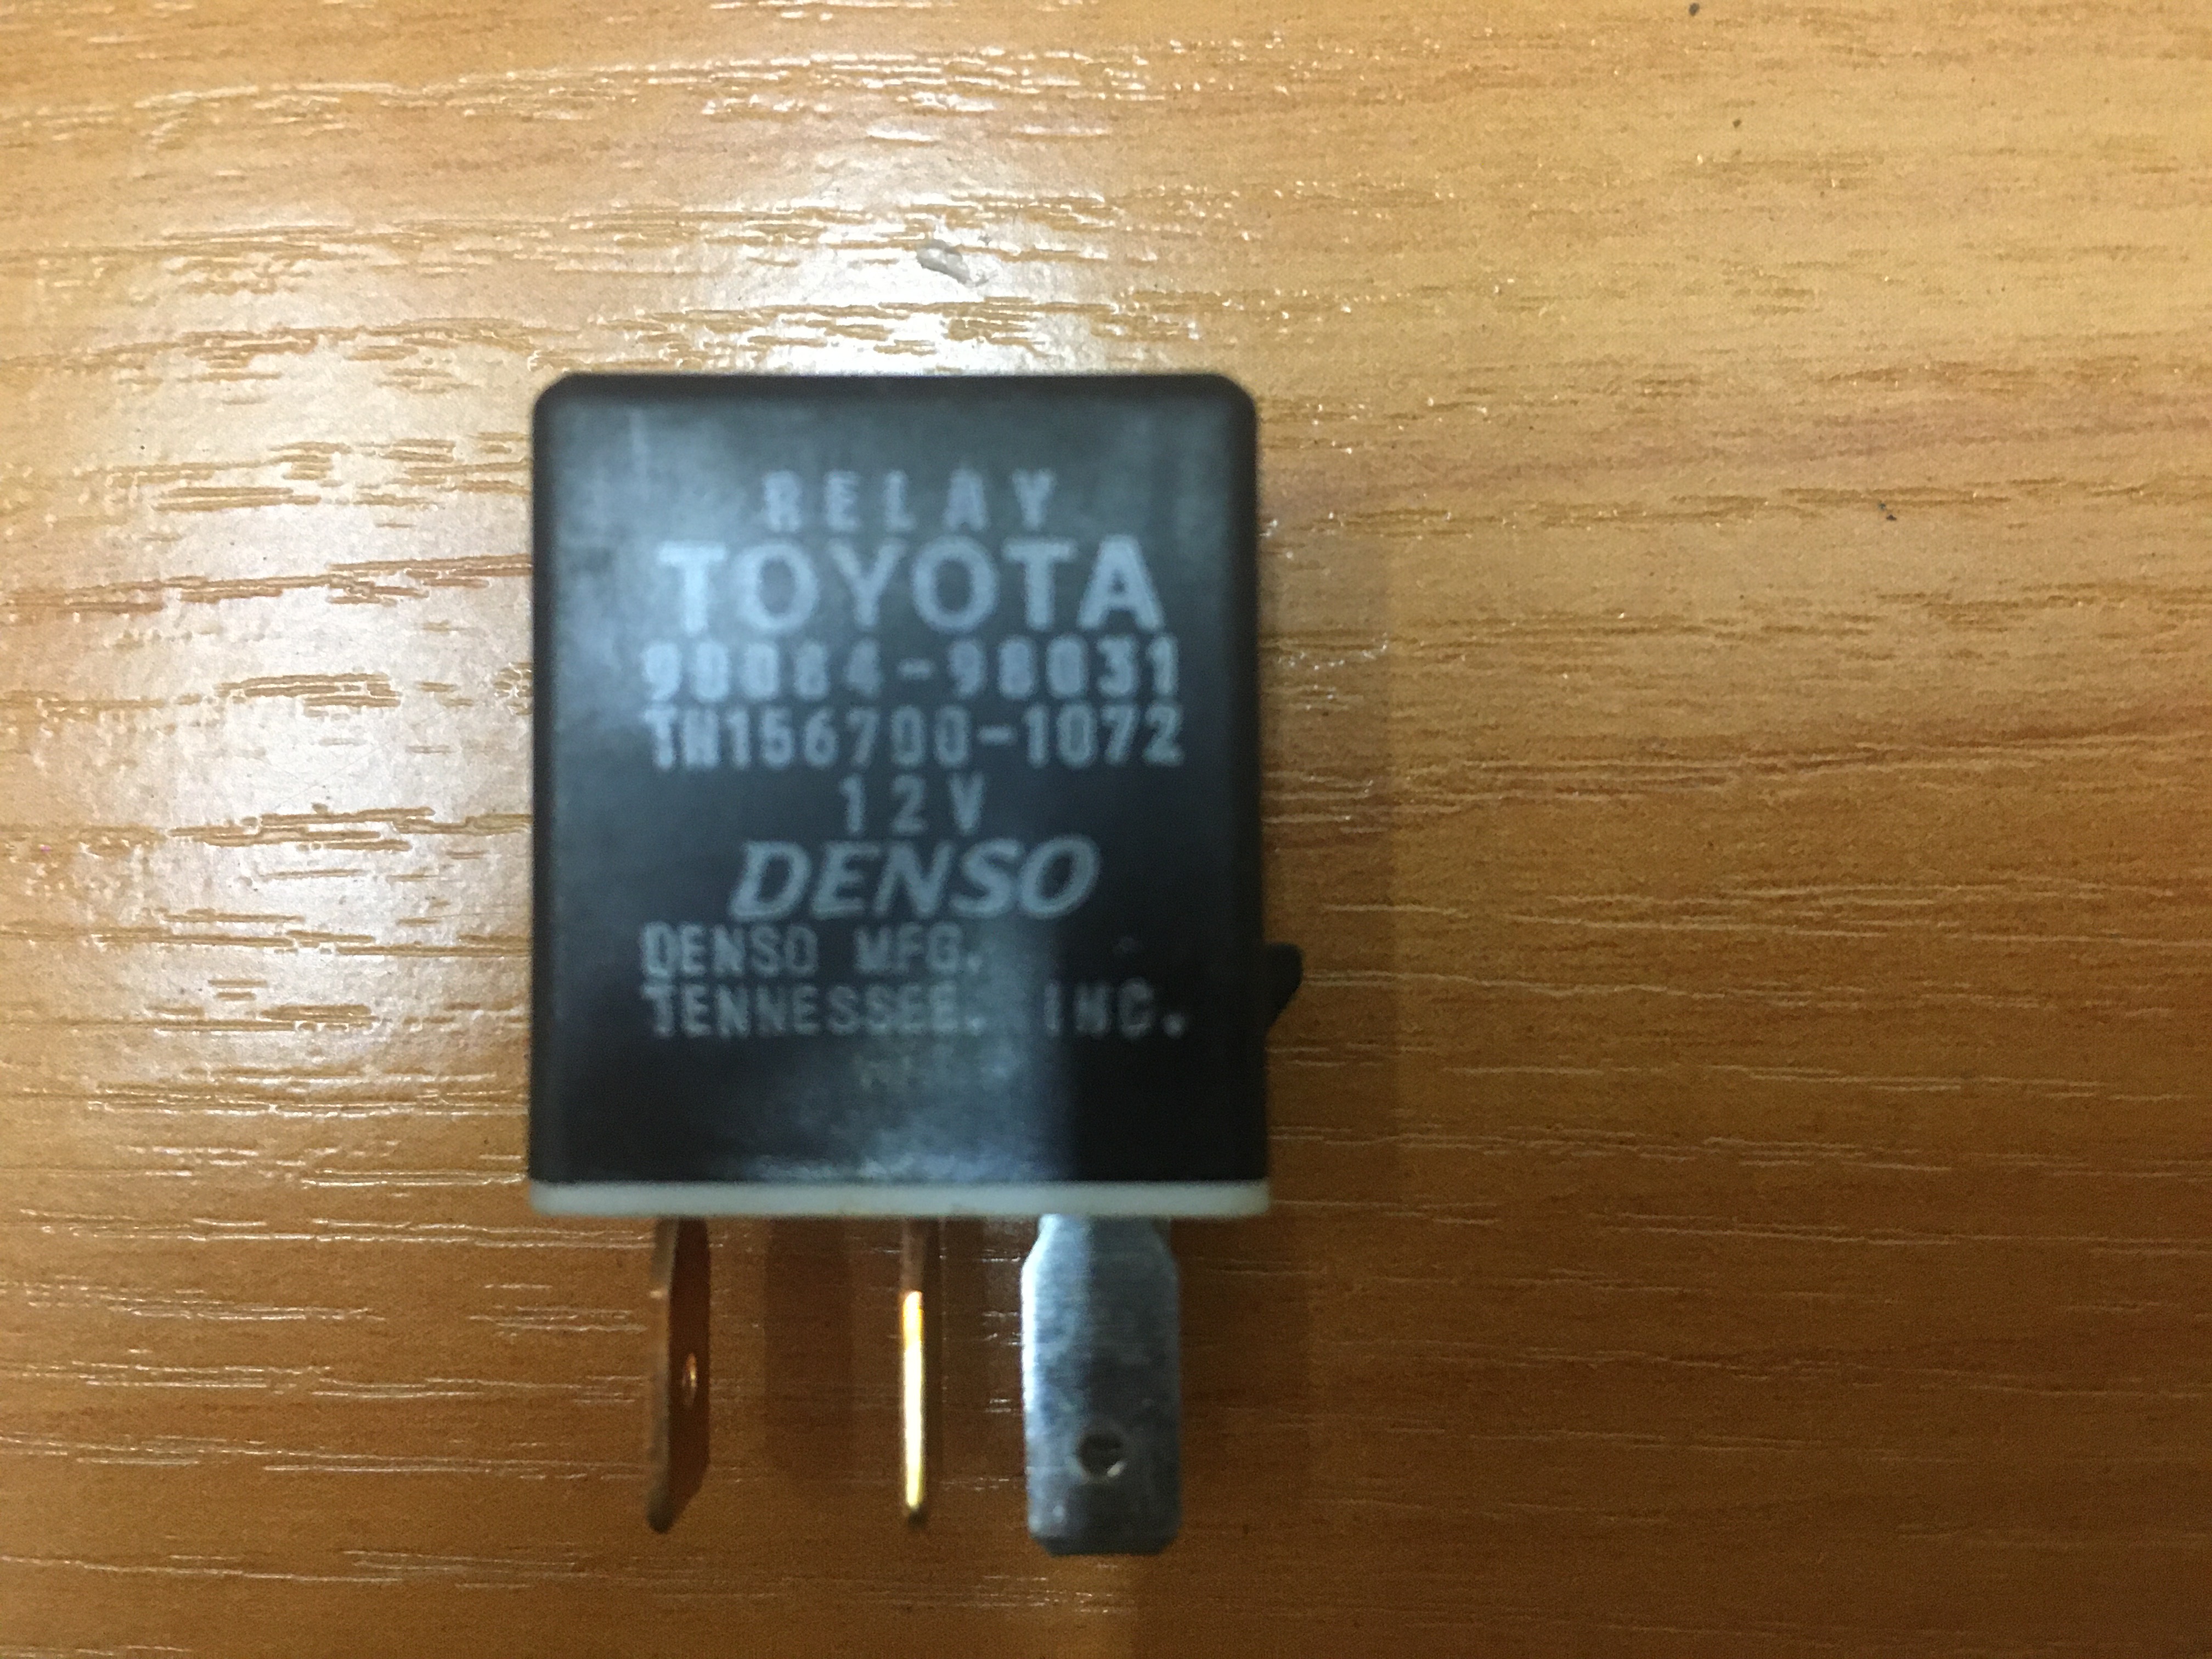 RELAY
TOYOTA
90084-98031
TN156700-1072
12V
DENSO
DENSO MFG.
TENNESSEE. INC.